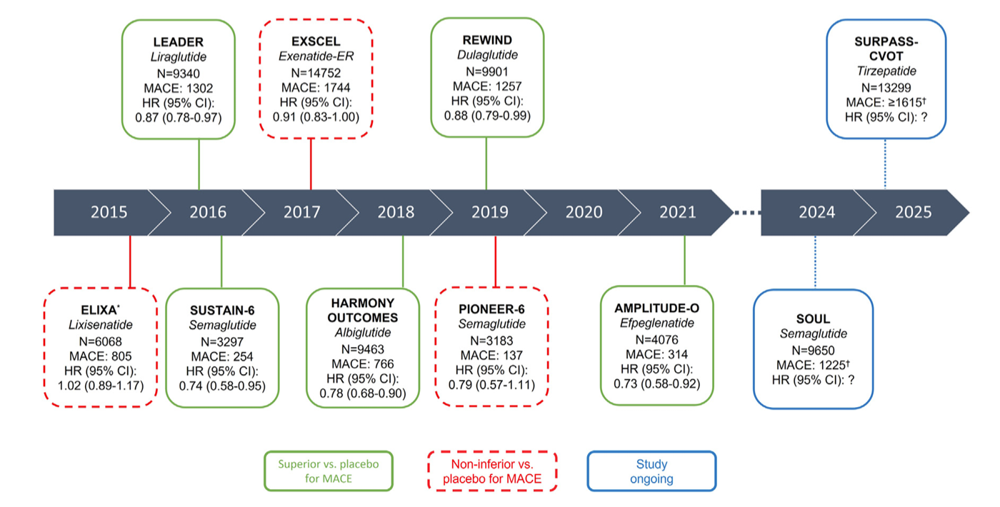 LEADER
Liraglutide
N=9340
MACE: 1302
HR (95% CI):
0.87 (0.78-0.97)
EXSCEL
Exenatide-ER
N=14752
MACE: 1744
HR (95% CI):
0.91 (0.83-1.00)
REWIND
Dulaglutide
N=9901
MACE: 1257
HR (95% CI):
0.88 (0.79-0.99)
SURPASS-
CVOT
Tirzepatide
N=13299
MACE: ≥1615†
HR (95% CI): ?
2015
2016
2017
2018
2019
2020
2021
2024
2025
ELIXA*
Lixisenatide
N=6068
MACE: 805
HR (95% CI):
1.02 (0.89-1.17)
SUSTAIN-6
Semaglutide
N=3297
MACE: 254
HR (95% CI):
0.74 (0.58-0.95)
HARMONY
OUTCOMES
Albiglutide
N=9463
MACE: 766
HR (95% CI):
0.78 (0.68-0.90)
PIONEER-6
Semaglutide
N=3183
MACE: 137
HR (95% CI):
0.79 (0.57-1.11)
AMPLITUDE-O
Efpeglenatide
N=4076
MACE: 314
HR (95% CI):
0.73 (0.58-0.92)
SOUL
Semaglutide
N=9650
MACE: 1225†
HR (95% CI): ?
Superior vs. placebo
for MACE
Non-inferior vs.
placebo for MACE
Study
ongoing